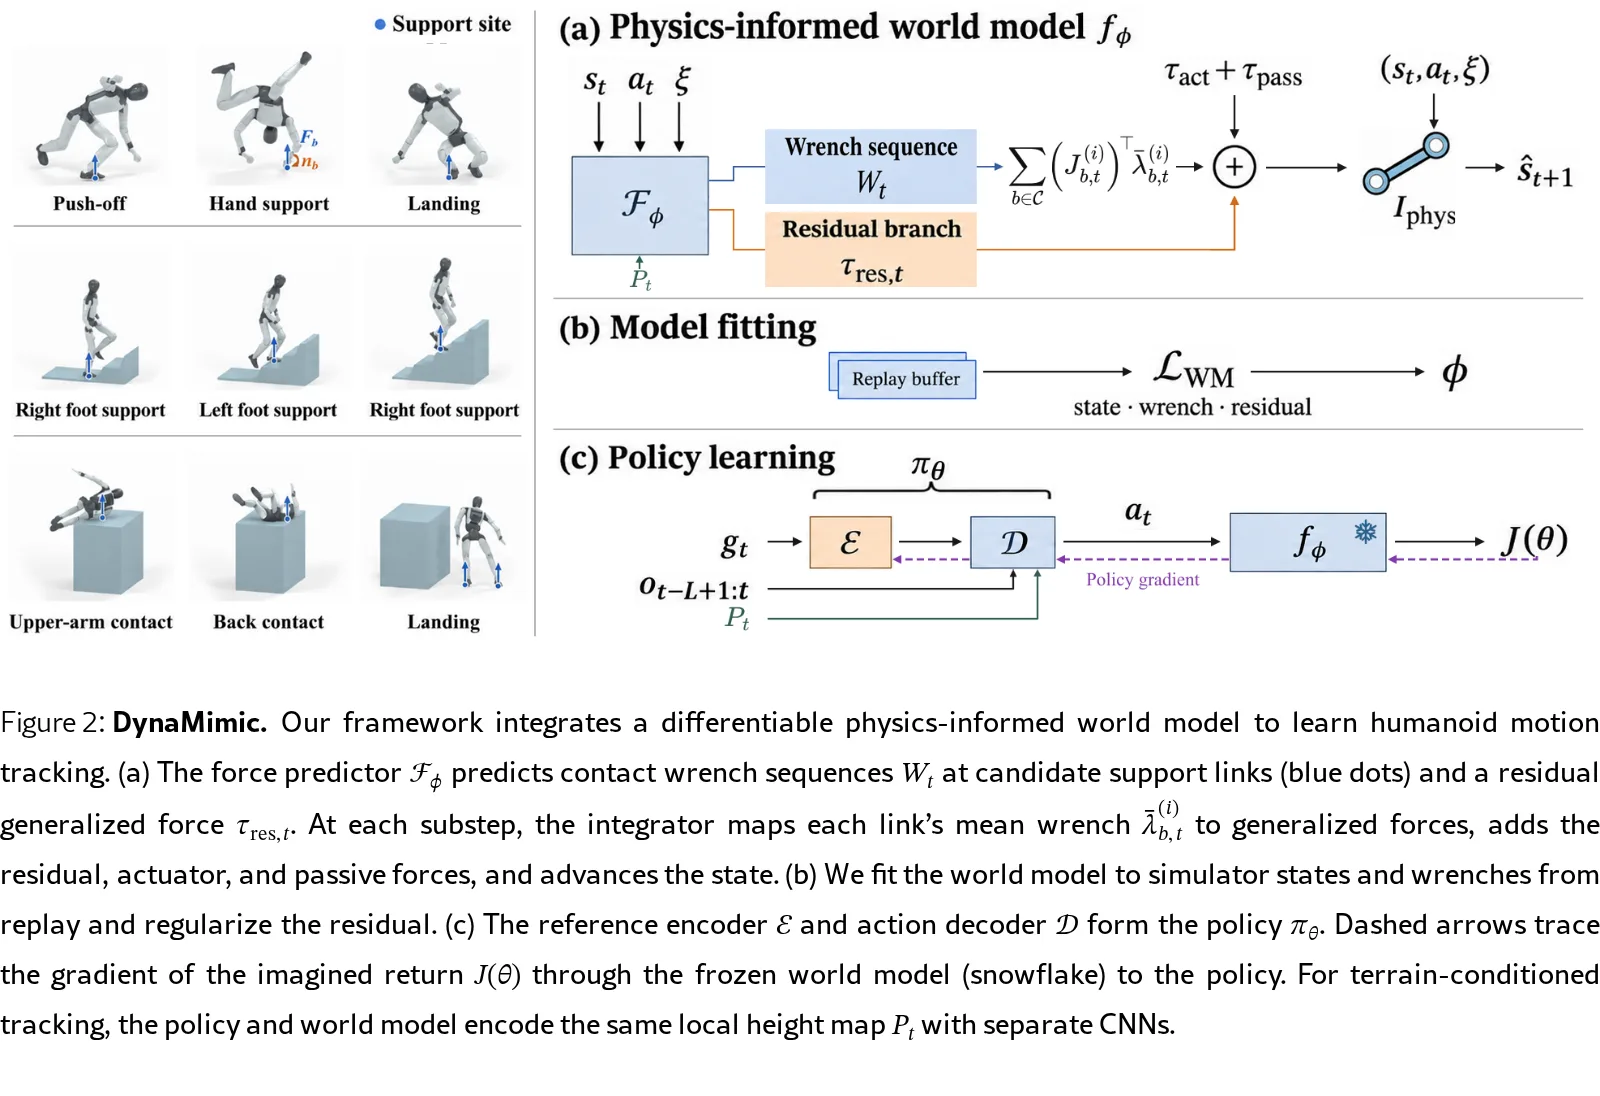 Support site
F_b
n_b
Push-off
Hand support
Landing
Right foot support
Left foot support
Right foot support
Upper-arm contact
Back contact
Landing
(a) Physics-informed world model f_ϕ
s_t a_t ξ
ℱ_ϕ
P_t
Wrench sequence
W_t
Residual branch
τ_res,t
∑_{b∈𝒞} (J_{b,t}^{(i)})^⊤ λ̄_{b,t}^{(i)}
τ_act + τ_pass
+
(s_t, a_t, ξ)
I_phys
ŝ_{t+1}
(b) Model fitting
Replay buffer
ℒ_WM
state · wrench · residual
ϕ
(c) Policy learning
π_θ
g_t
ℰ
𝒟
a_t
f_ϕ
J(θ)
Policy gradient
o_{t−L+1:t}
P_t
Figure 2: DynaMimic. Our framework integrates a differentiable physics-informed world model to learn humanoid motion
tracking. (a) The force predictor ℱ_ϕ predicts contact wrench sequences W_t at candidate support links (blue dots) and a residual
generalized force τ_res,t. At each substep, the integrator maps each link’s mean wrench λ̄_{b,t}^{(i)} to generalized forces, adds the
residual, actuator, and passive forces, and advances the state. (b) We fit the world model to simulator states and wrenches from
replay and regularize the residual. (c) The reference encoder ℰ and action decoder 𝒟 form the policy π_θ. Dashed arrows trace
the gradient of the imagined return J(θ) through the frozen world model (snowflake) to the policy. For terrain-conditioned
tracking, the policy and world model encode the same local height map P_t with separate CNNs.